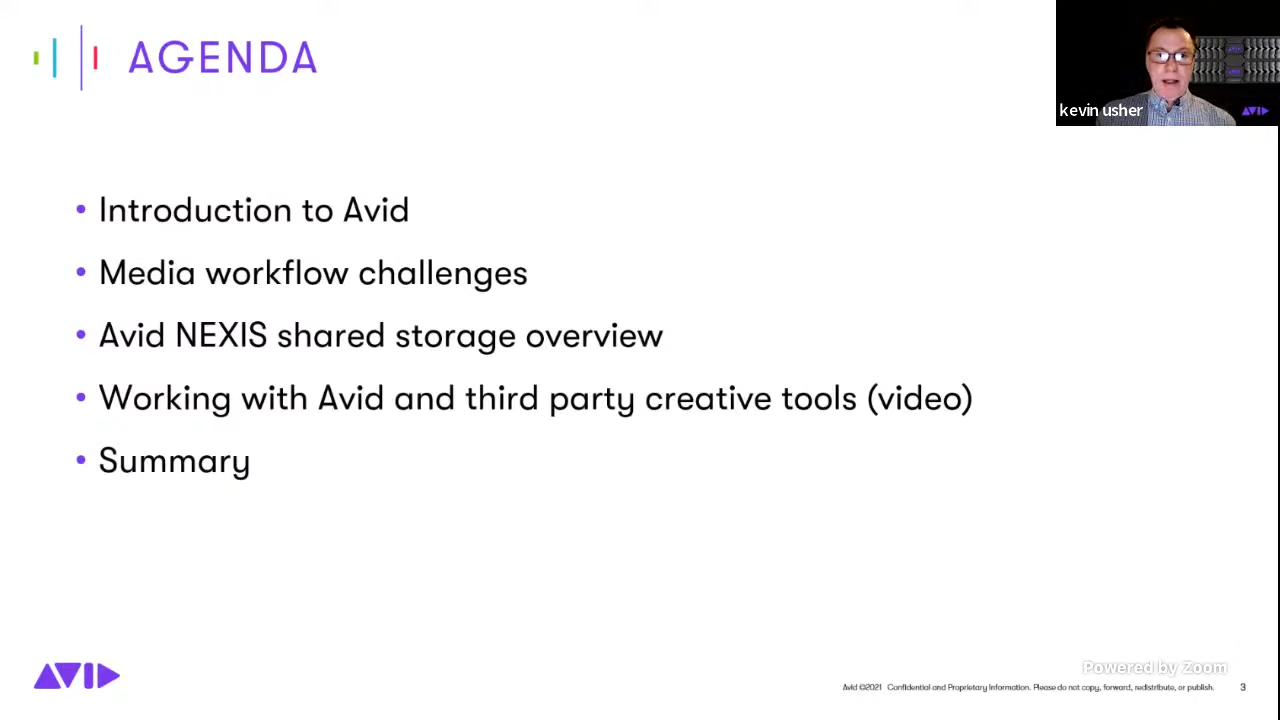 AGENDA
kevin usher
AVID
• Introduction to Avid
• Media workflow challenges
• Avid NEXIS shared storage overview
• Working with Avid and third party creative tools (video)
• Summary
Powered by Zoom
AVID
Avid ©2021 Confidential and Proprietary Information. Please do not copy, forward, redistribute, or publish.
3